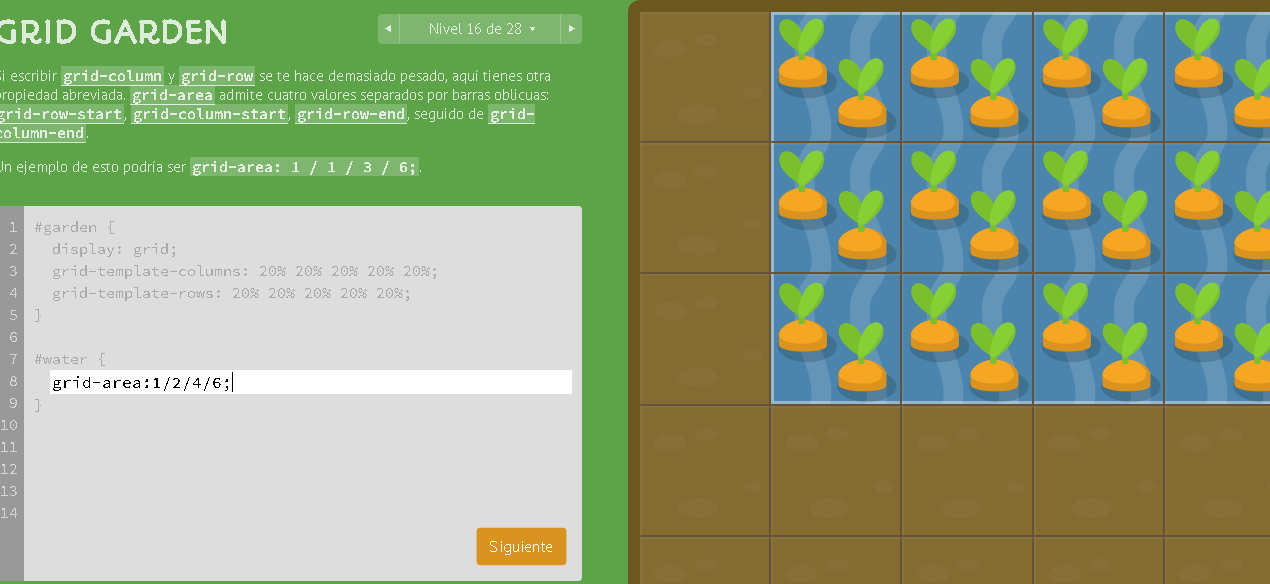 GRID GARDEN
◀ Nivel 16 de 28 ▾ ▶
Si escribir grid-column y grid-row se te hace demasiado pesado, aquí tienes otra
propiedad abreviada. grid-area admite cuatro valores separados por barras oblicuas:
grid-row-start, grid-column-start, grid-row-end, seguido de grid-
column-end.
Un ejemplo de esto podría ser grid-area: 1 / 1 / 3 / 6;.
1 #garden {
2 display: grid;
3 grid-template-columns: 20% 20% 20% 20% 20%;
4 grid-template-rows: 20% 20% 20% 20% 20%;
5 }
6
7 #water {
8 grid-area:1/2/4/6;
9 }
10
11
12
13
14
Siguiente